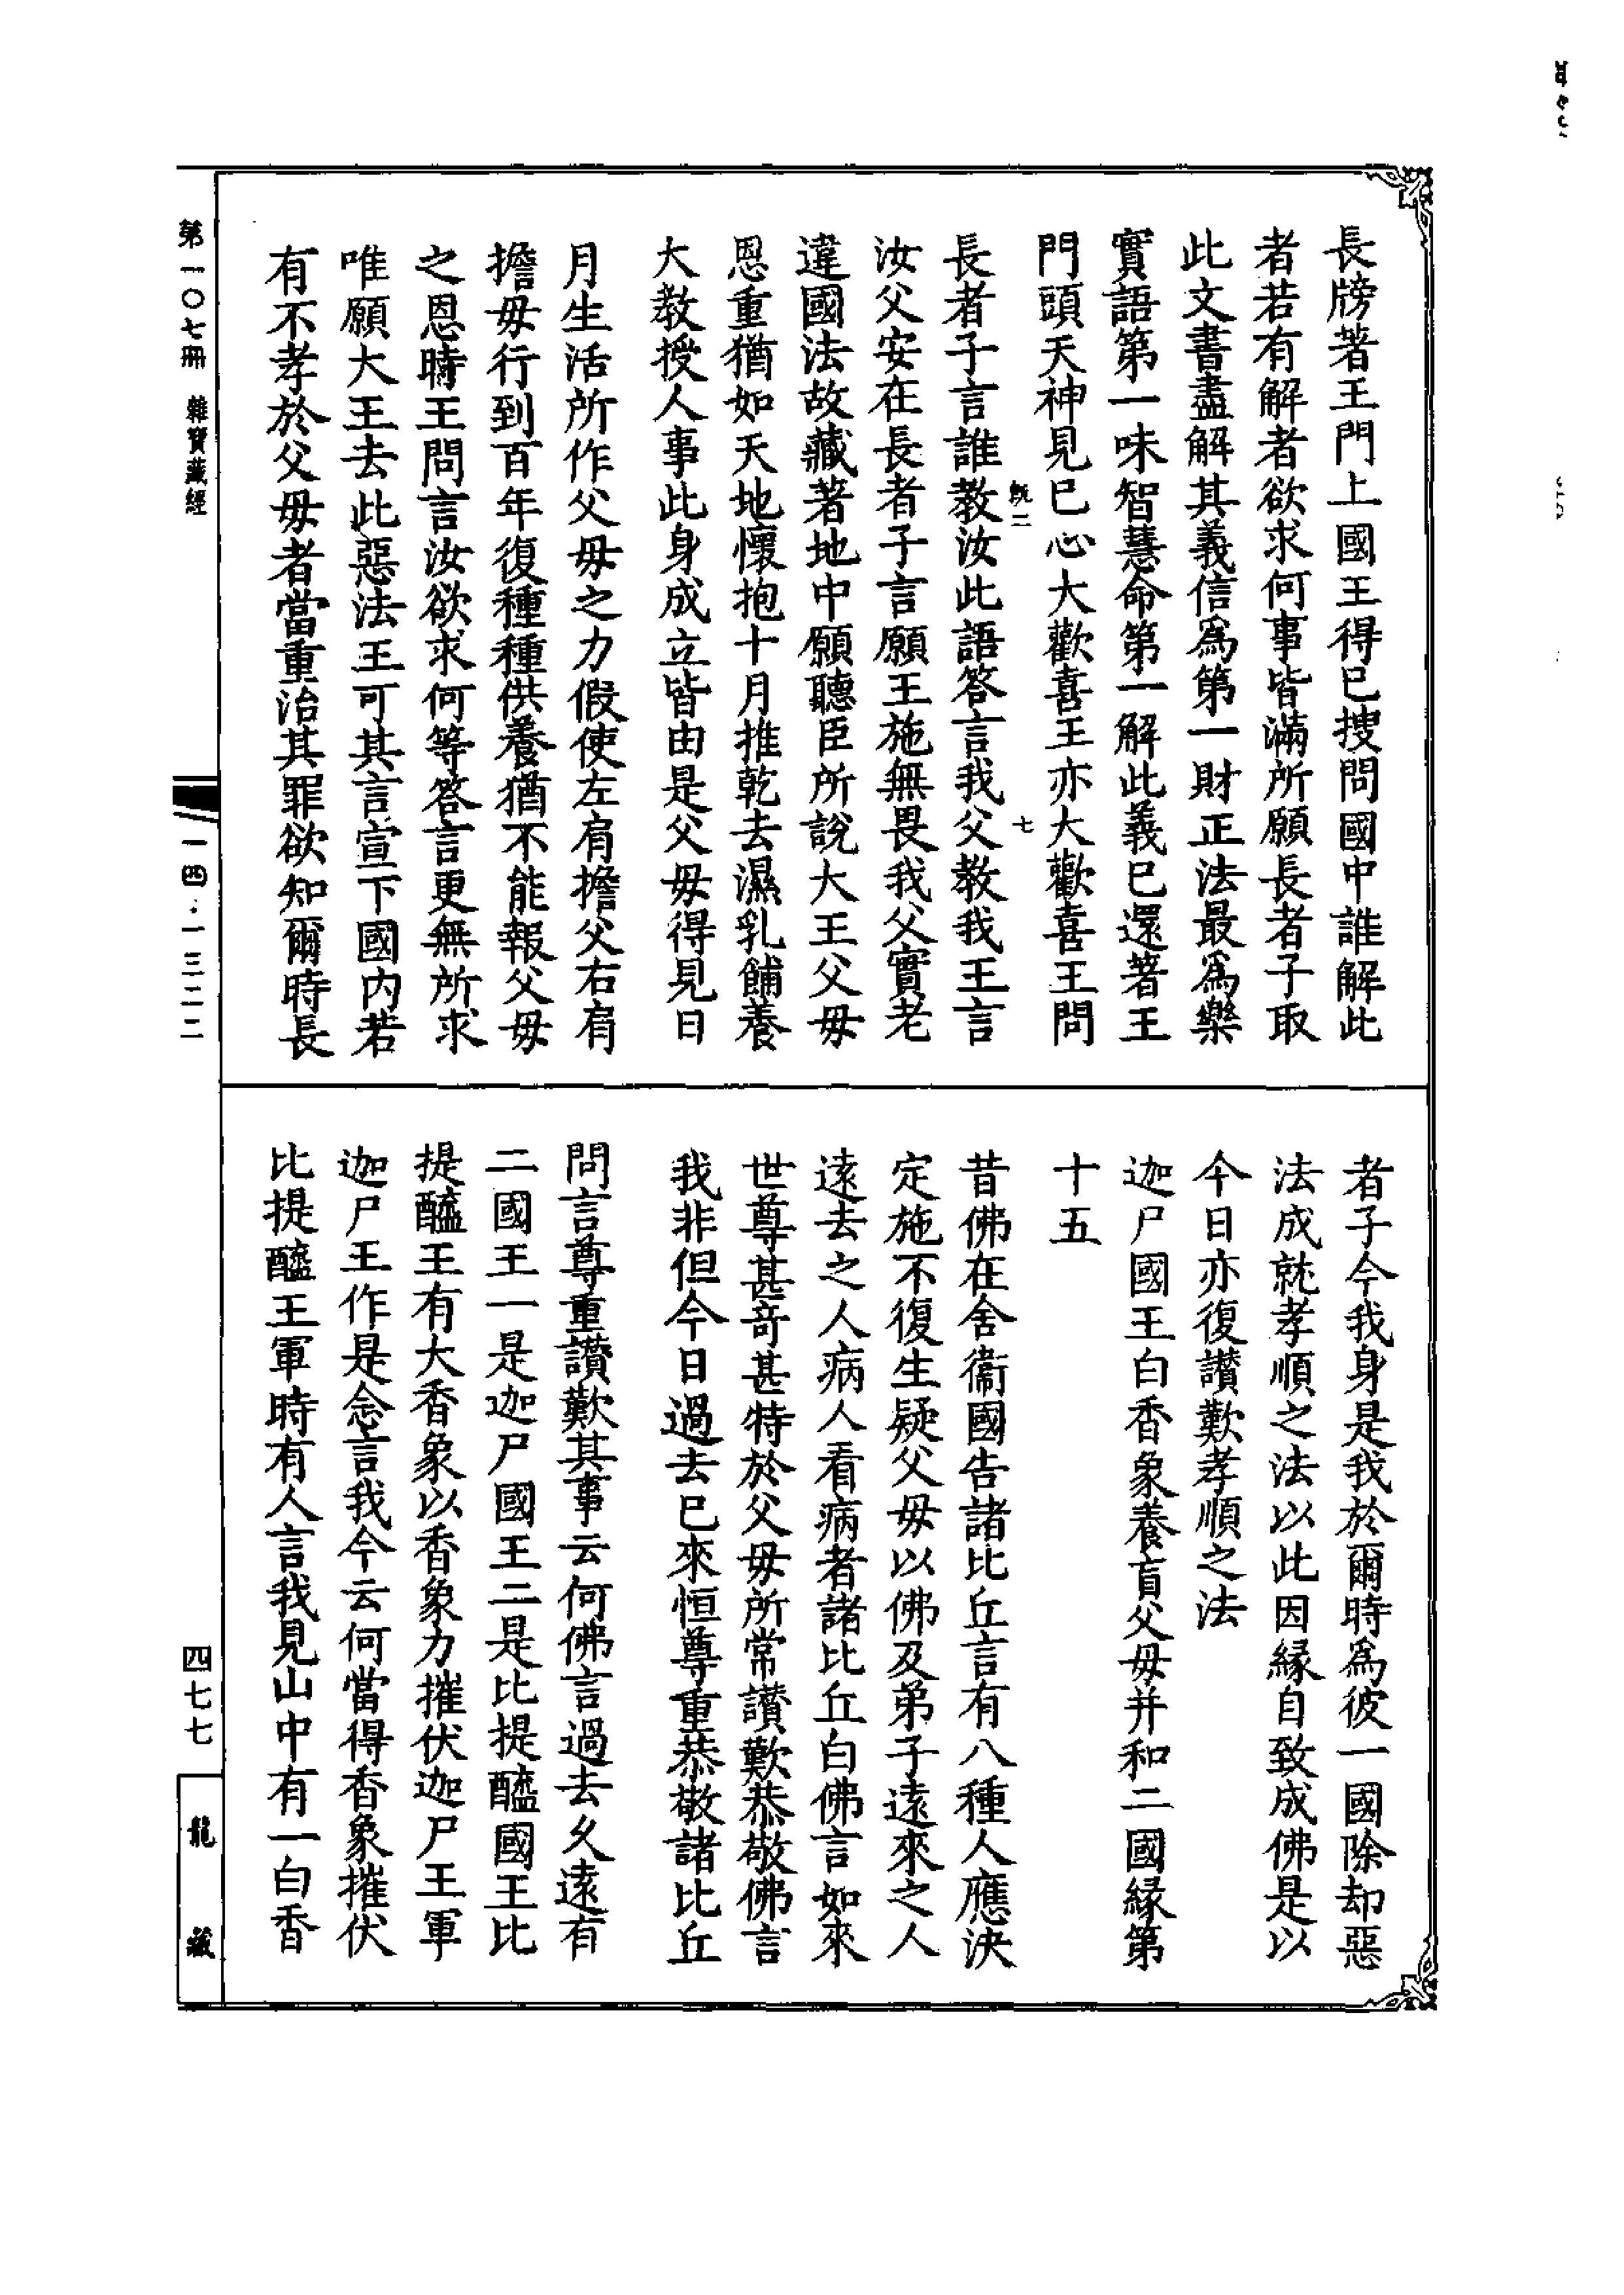 長牓著王門上國王得已搜問國中誰解此
者若有解者欲求何事皆滿所願長者子取
此文書盡解其義信爲第一財正法最爲樂
實語第一味智慧命第一解此義已還著王
門頭天神見已心大歡喜王亦大歡喜王問
長者子言誰教汝此語答言我父教我王言
汝父安在長者子言願王施無畏我父實老
違國法故藏著地中願聽臣所說大王父母
恩重猶如天地懷抱十月推乾去濕乳餔養
大教授人事此身成立皆由是父母得見日
月生活所作父母之力假使左肩擔父右肩
擔母行到百年復種種供養猶不能報父母
之恩時王問言汝欲求何等答言更無所求
唯願大王去此惡法王可其言宣下國內若
有不孝於父母者當重治其罪欲知爾時長
者子今我身是我於爾時爲彼一國除却惡
法成就孝順之法以此因緣自致成佛是以
今日亦復讃歎孝順之法
迦尸國王白香象養盲父母并和二國緣第
十五
昔佛在舍衞國告諸比丘言有八種人應決
定施不復生疑父母以佛及弟子遠來之人
遠去之人病人看病者諸比丘白佛言如來
世尊甚奇甚特於父母所常讃歎恭敬佛言
我非但今日過去已來恒尊重恭敬諸比丘
問言尊重讃歎其事云何佛言過去久遠有
二國王一是迦尸國王二是比提醯國王比
提醯王有大香象以香象力摧伏迦尸王軍
迦尸王作是念言我今云何當得香象摧伏
比提醯王軍時有人言我見山中有一白香
旣二
七
第一〇七冊 雜寶藏經
一四·一三二二
四七七
龍藏